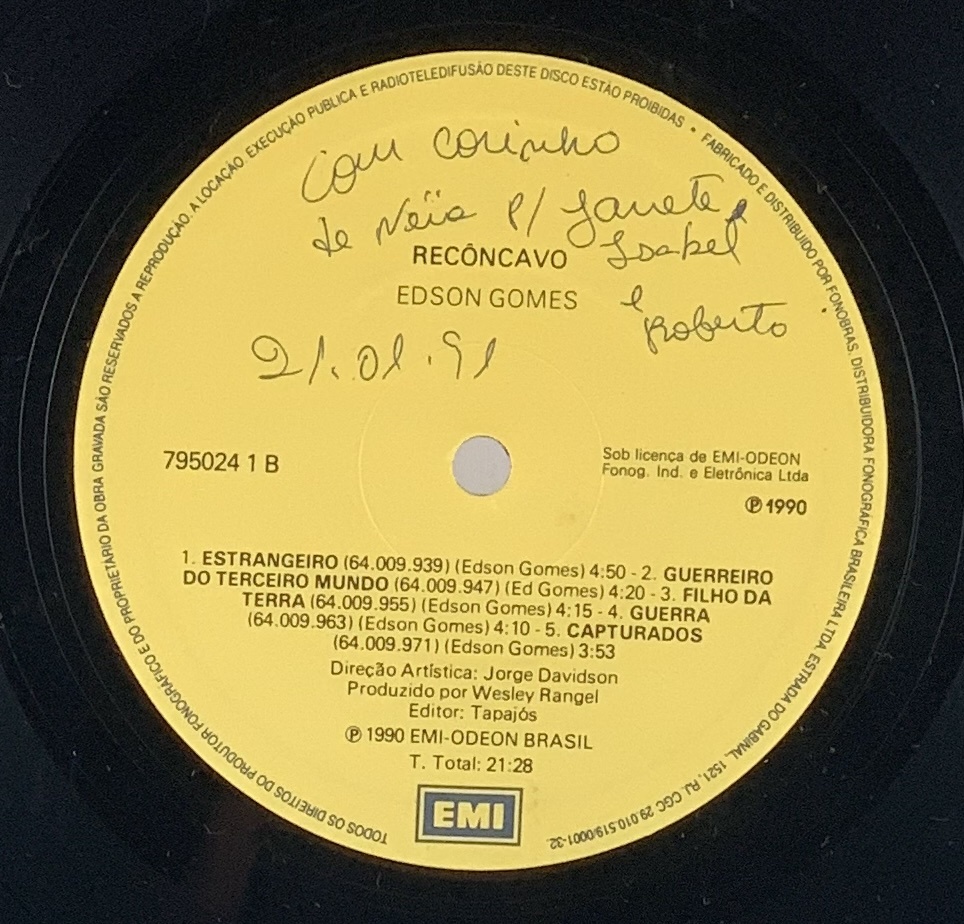 TODOS OS DIREITOS DO PRODUTOR FONOGRÁFICO E DO PROPRIETÁRIO DA OBRA GRAVADA SÃO RESERVADOS A REPRODUÇÃO. A LOCAÇÃO. EXECUÇÃO PUBLICA E RADIOTELEDIFUSÃO DESTE DISCO ESTÃO PROIBIDAS • FABRICADO E DISTRIBUIDO POR FONOBRAS. DISTRIBUIDORA FONOGRÁFICA BRASILEIRA LTDA. ESTRADA DO GABINAL, 1521, RJ, CGC 29.010.519/0001-32.
Com carinho
de Nêia P/ Janete,
Isabel
RECÔNCAVO
EDSON GOMES
e
Roberto
21.01.91
795024 1 B
Sob licença de EMI-ODEON
Fonog. Ind. e Eletrônica Ltda
℗ 1990
1. ESTRANGEIRO (64.009.939) (Edson Gomes) 4:50 - 2. GUERREIRO
DO TERCEIRO MUNDO (64.009.947) (Ed Gomes) 4:20 - 3. FILHO DA
TERRA (64.009.955) (Edson Gomes) 4:15 - 4. GUERRA
(64.009.963) (Edson Gomes) 4:10 - 5. CAPTURADOS
(64.009.971) (Edson Gomes) 3:53
Direção Artística: Jorge Davidson
Produzido por Wesley Rangel
Editor: Tapajós
℗ 1990 EMI-ODEON BRASIL
T. Total: 21:28
EMI